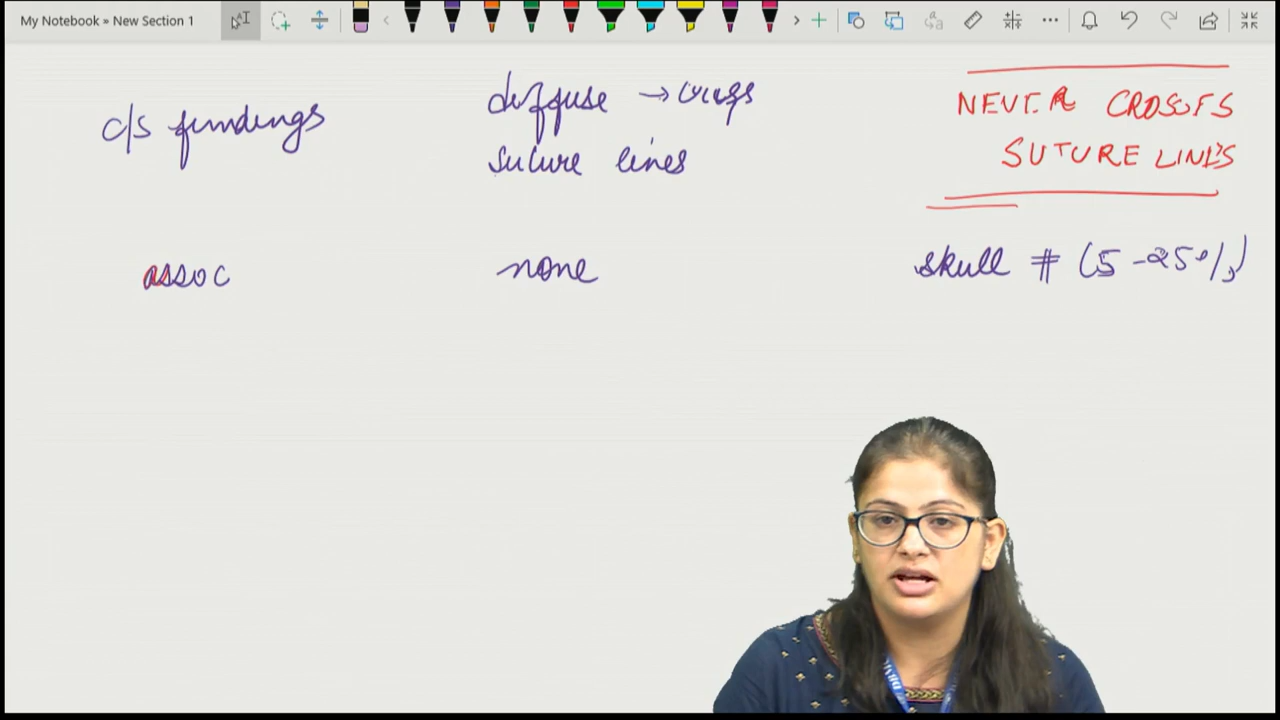 My Notebook » New Section 1
c/s findings
diffuse → crosses
suture lines
NEVER CROSSES
SUTURE LINES
assoc
none
skull # (5-25%)